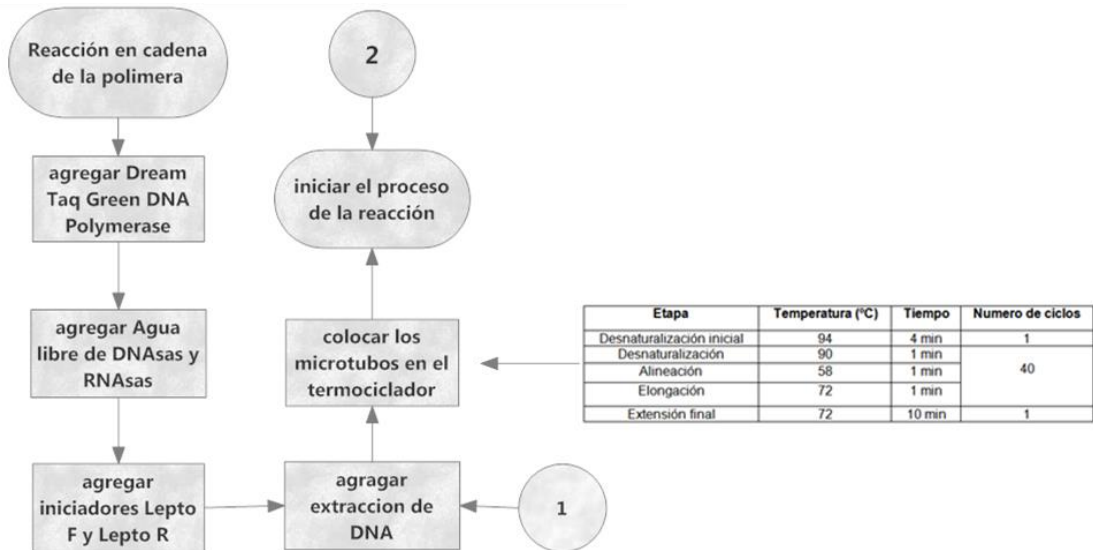 Reacción en cadena
de la polimera
agregar Dream
Taq Green DNA
Polymerase
agregar Agua
libre de DNAsas y
RNAsas
agregar
iniciadores Lepto
F y Lepto R
2
iniciar el proceso
de la reacción
colocar los
microtubos en el
termociclador
agragar
extraccion de
DNA
1
Etapa Temperatura (ºC) Tiempo Numero de ciclos
Desnaturalización inicial 94 4 min 1
Desnaturalización 90 1 min
Alineación 58 1 min 40
Elongación 72 1 min
Extensión final 72 10 min 1